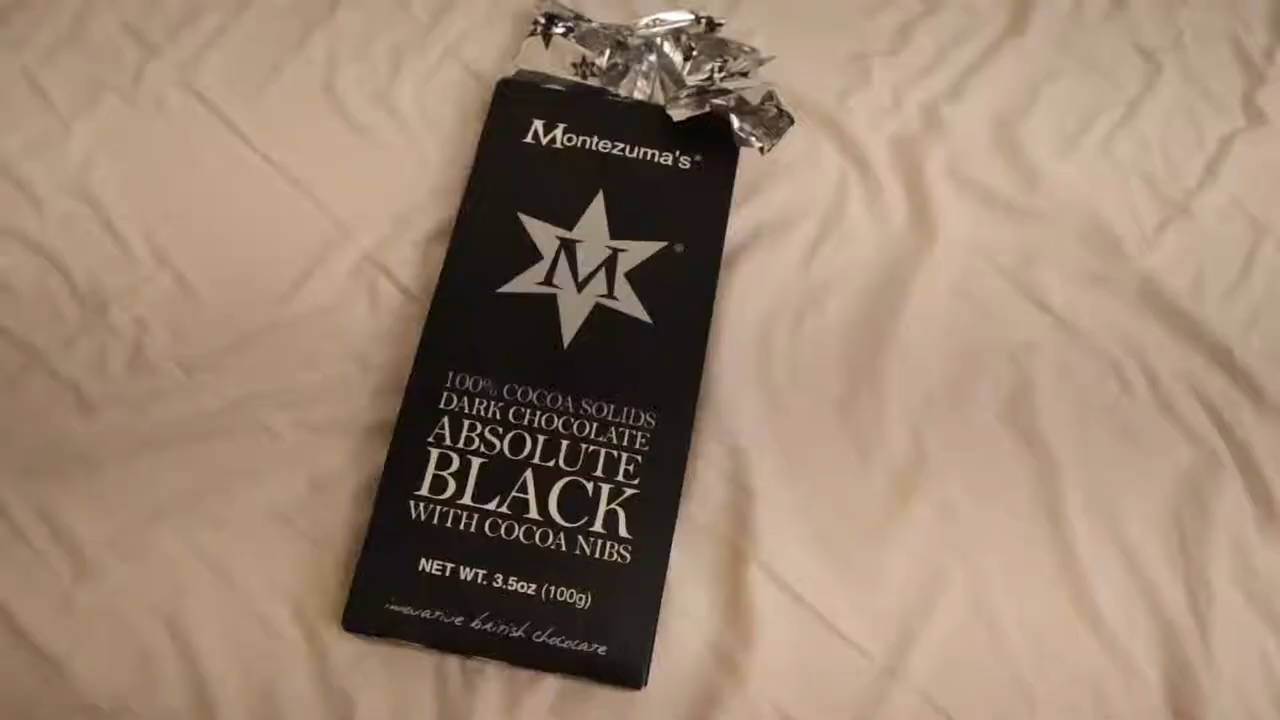 Montezuma's®
M
100% COCOA SOLIDS
DARK CHOCOLATE
ABSOLUTE
BLACK
WITH COCOA NIBS
NET WT. 3.5oz (100g)
innovative british chocolate